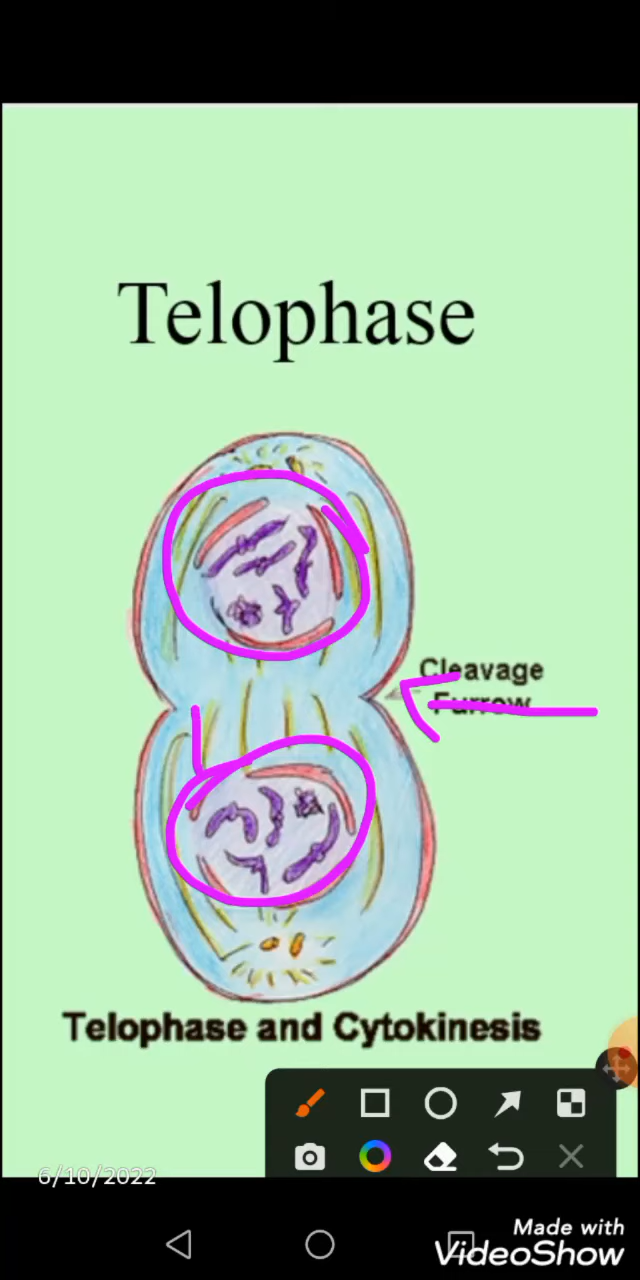 Telophase
Cleavage
Furrow
Telophase and Cytokinesis
6/10/2022
Made with
VideoShow